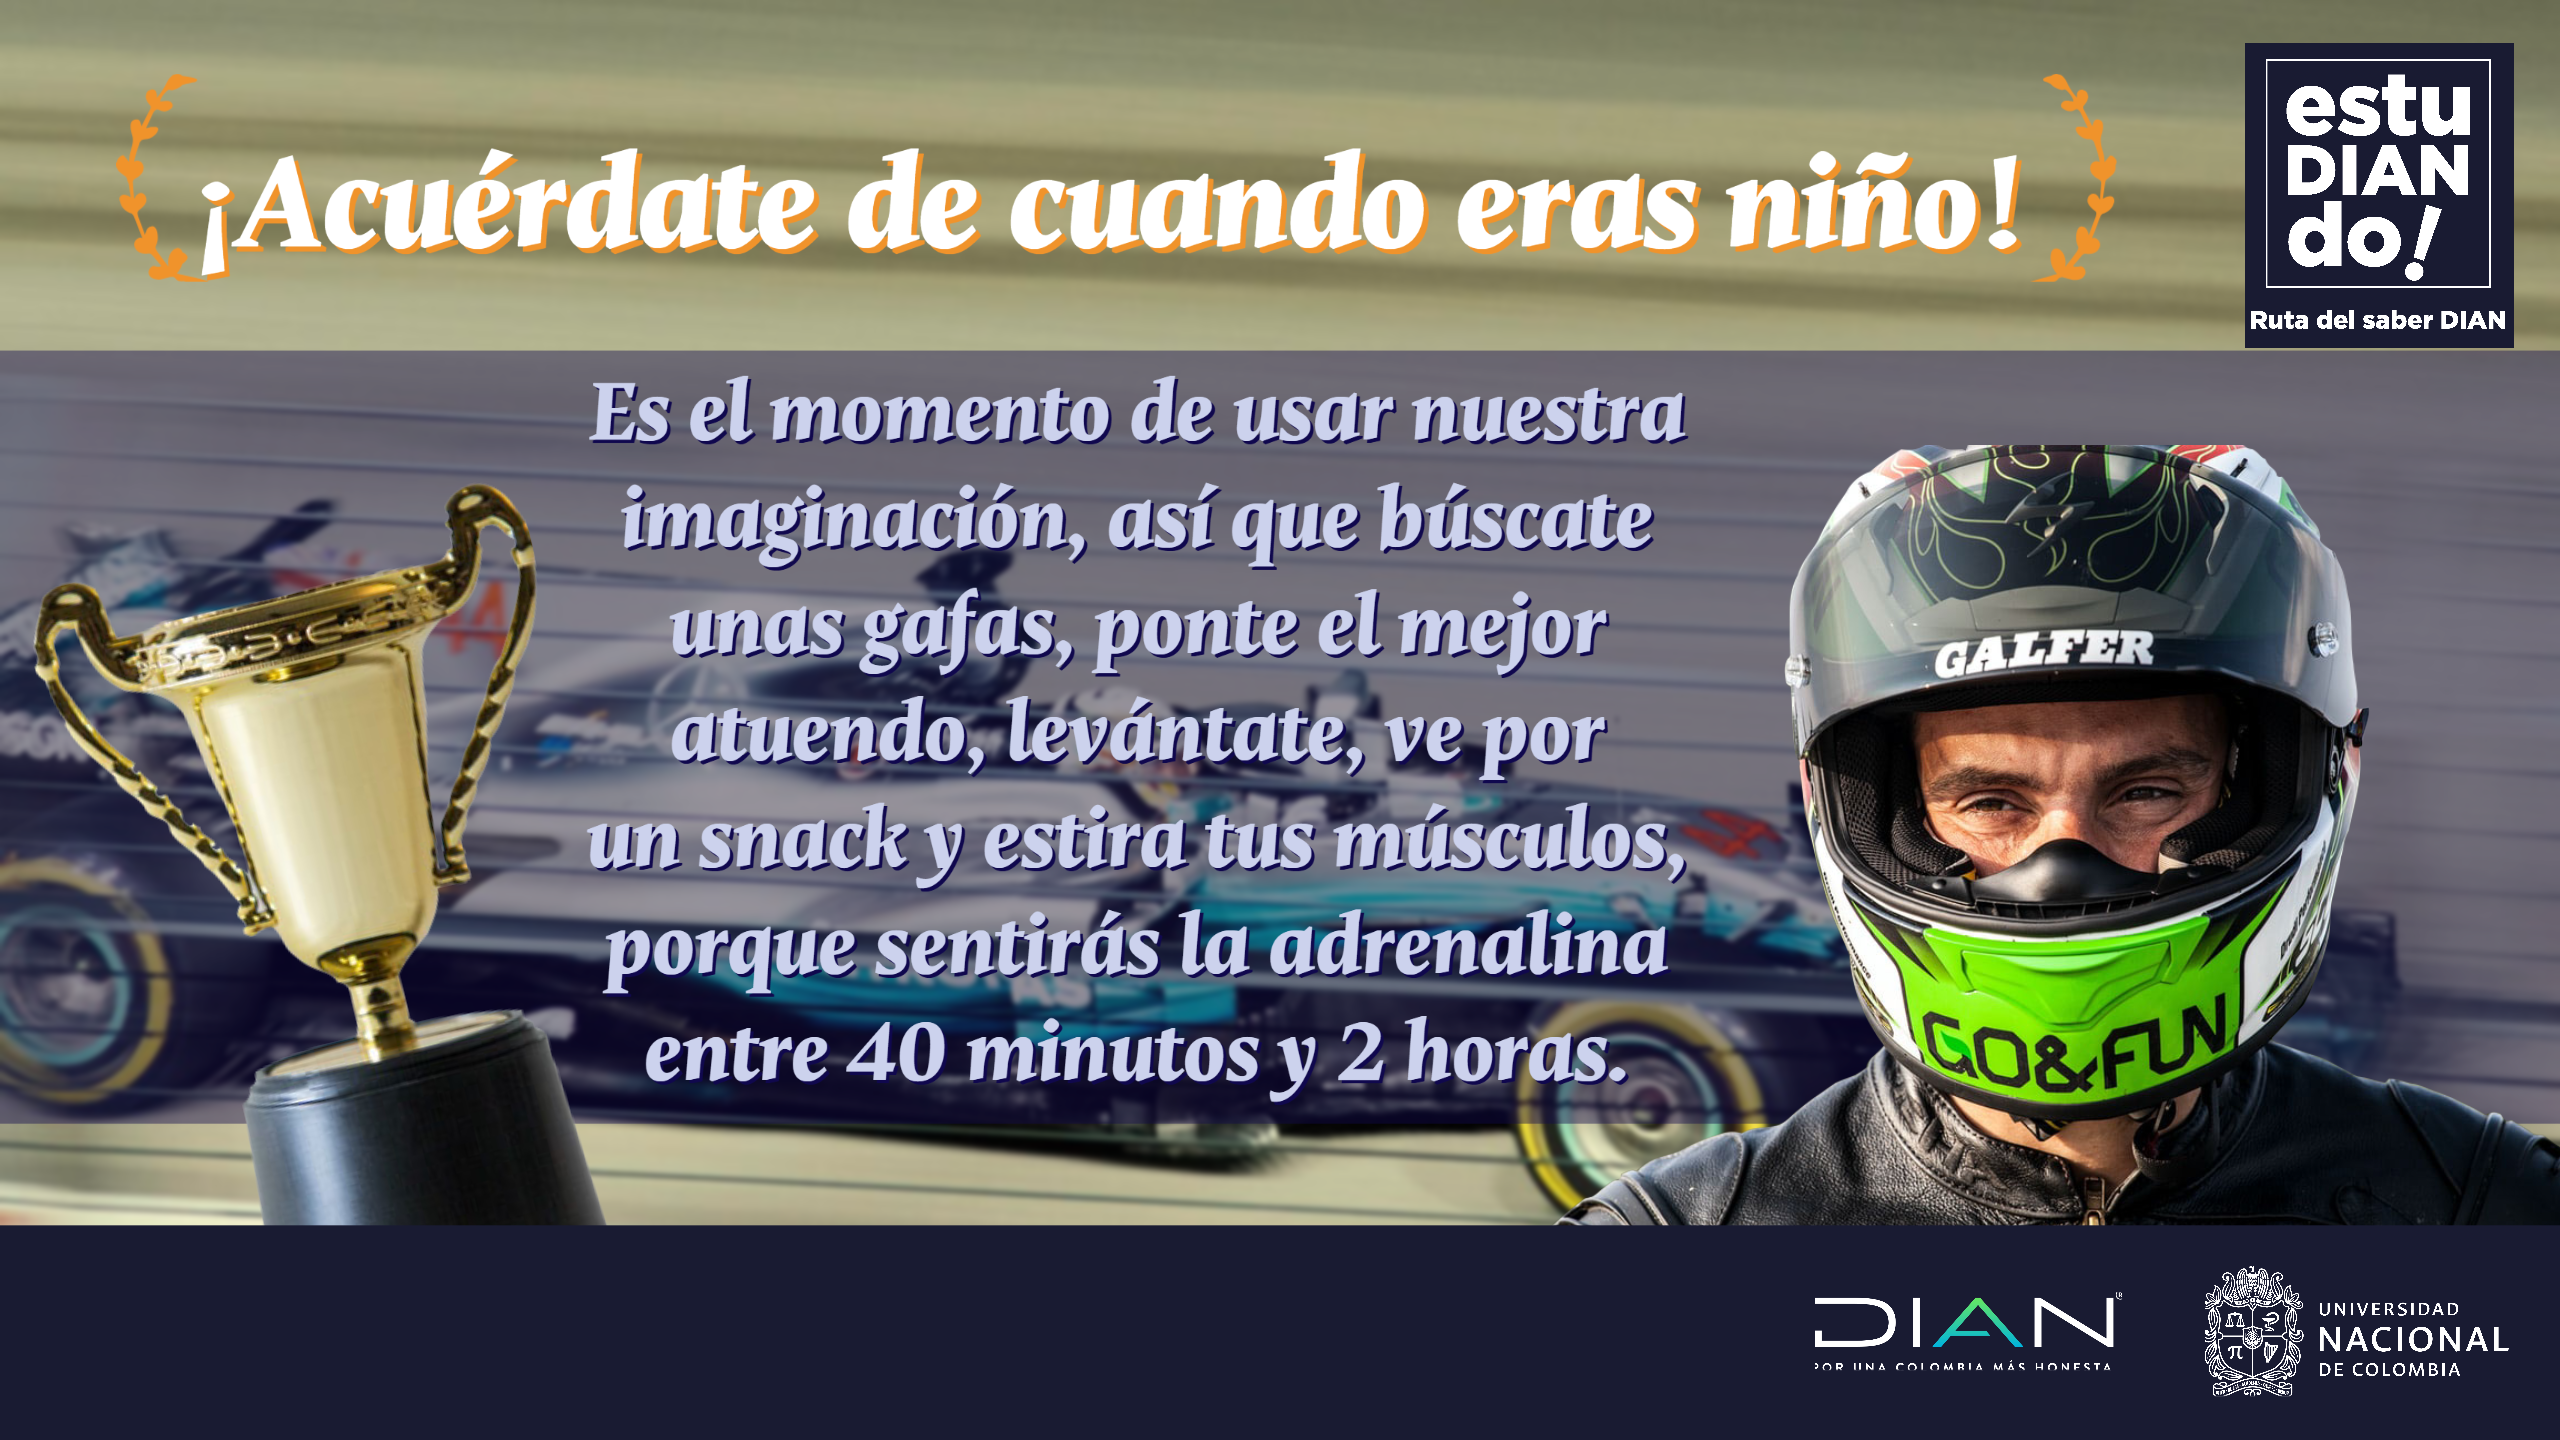 ¡Acuérdate de cuando eras niño!
estu
DIAN
do!
Ruta del saber DIAN
Es el momento de usar nuestra
imaginación, así que búscate
unas gafas, ponte el mejor
atuendo, levántate, ve por
un snack y estira tus músculos,
porque sentirás la adrenalina
entre 40 minutos y 2 horas.
GALFER
GO&FUN
44
DIAN®
POR UNA COLOMBIA MÁS HONESTA
UNIVERSIDAD
NACIONAL
DE COLOMBIA